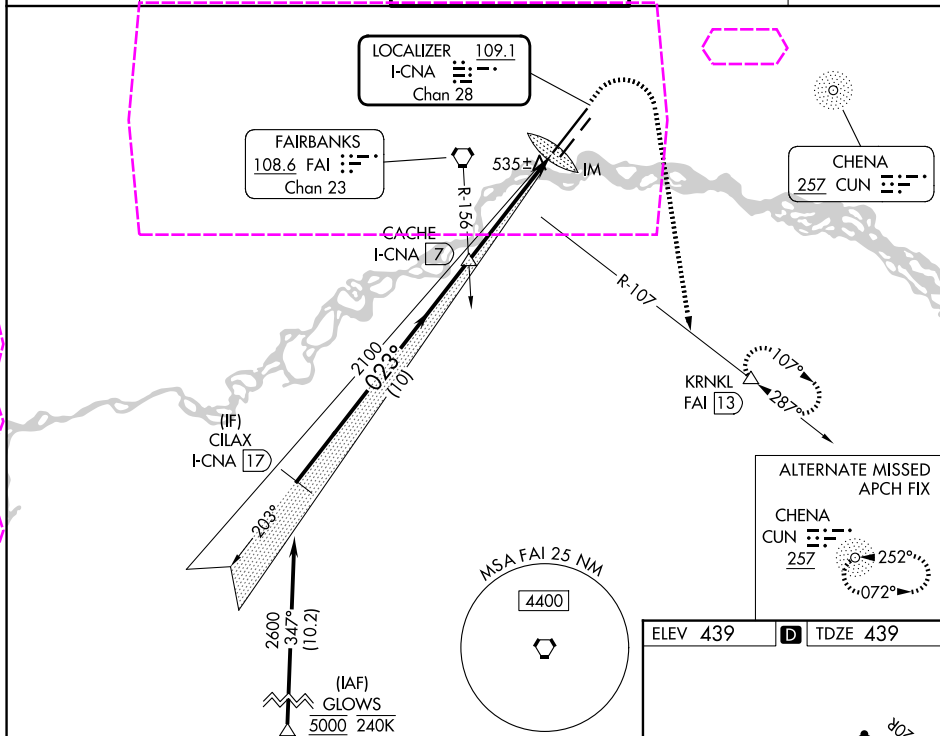 LOCALIZER 109.1
I-CNA
Chan 28
FAIRBANKS
108.6 FAI
Chan 23
535±
IM
CHENA
257 CUN
R-156
CACHE
I-CNA 7
R-107
2100
023°
(10)
KRNKL
FAI 13
107°
287°
(IF)
CILAX
I-CNA 17
203°
ALTERNATE MISSED
APCH FIX
CHENA
CUN
257
252°
072°
MSA FAI 25 NM
4400
2600
347°
(10.2)
(IAF)
GLOWS
5000 240K
ELEV 439 D TDZE 439
20R